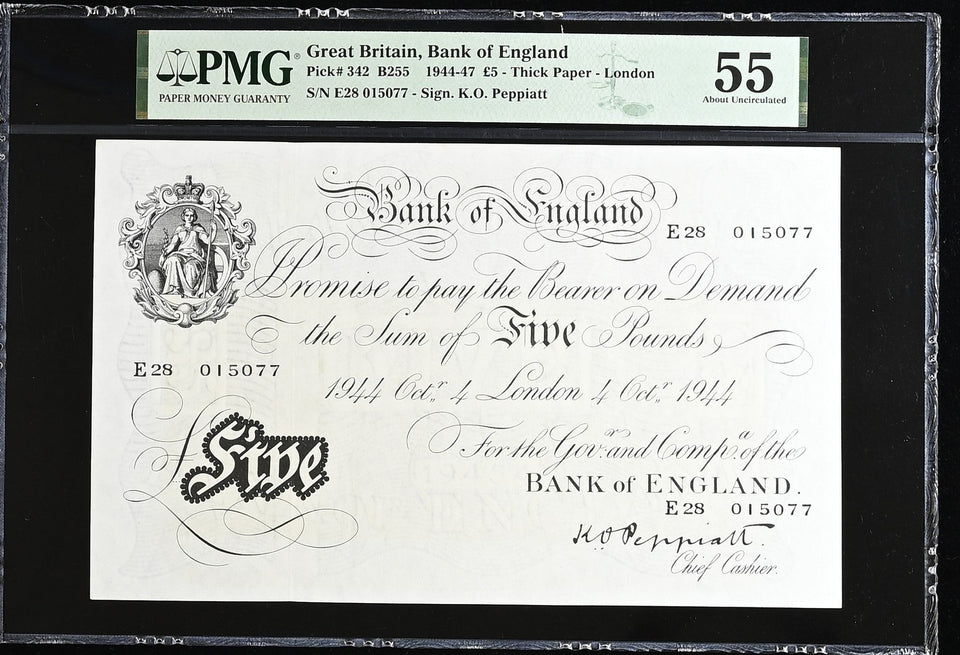 PMG®
PAPER MONEY GUARANTY
Great Britain, Bank of England
Pick# 342 B255 1944-47 £5 - Thick Paper - London
S/N E28 015077 - Sign. K.O. Peppiatt
55
About Uncirculated
Bank of England
E28 015077
I Promise to pay the Bearer on Demand
the Sum of Five Pounds
E28 015077
1944 Octr. 4 London 4 Octr. 1944
£Five
For the Govr. and Compa. of the
BANK of ENGLAND.
E28 015077
K O Peppiatt.
Chief Cashier.